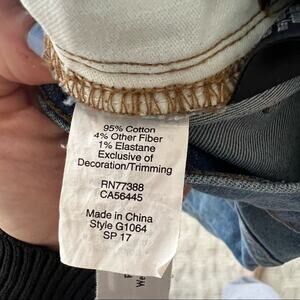 95% Cotton
4% Other Fiber
1% Elastane
Exclusive of
Decoration/Trimming
RN77388
CA56445
Made in China
Style G1064
SP 17